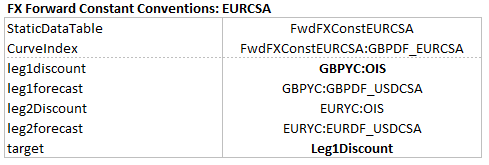 FX Forward Constant Conventions: EURCSA
StaticDataTable FwdFXConstEURCSA
CurveIndex FwdFXConstEURCSA:GBPDF_EURCSA
leg1discount GBPYC:OIS
leg1forecast GBPYC:GBPDF_USDCSA
leg2Discount EURYC:OIS
leg2forecast EURYC:EURDF_USDCSA
target Leg1Discount